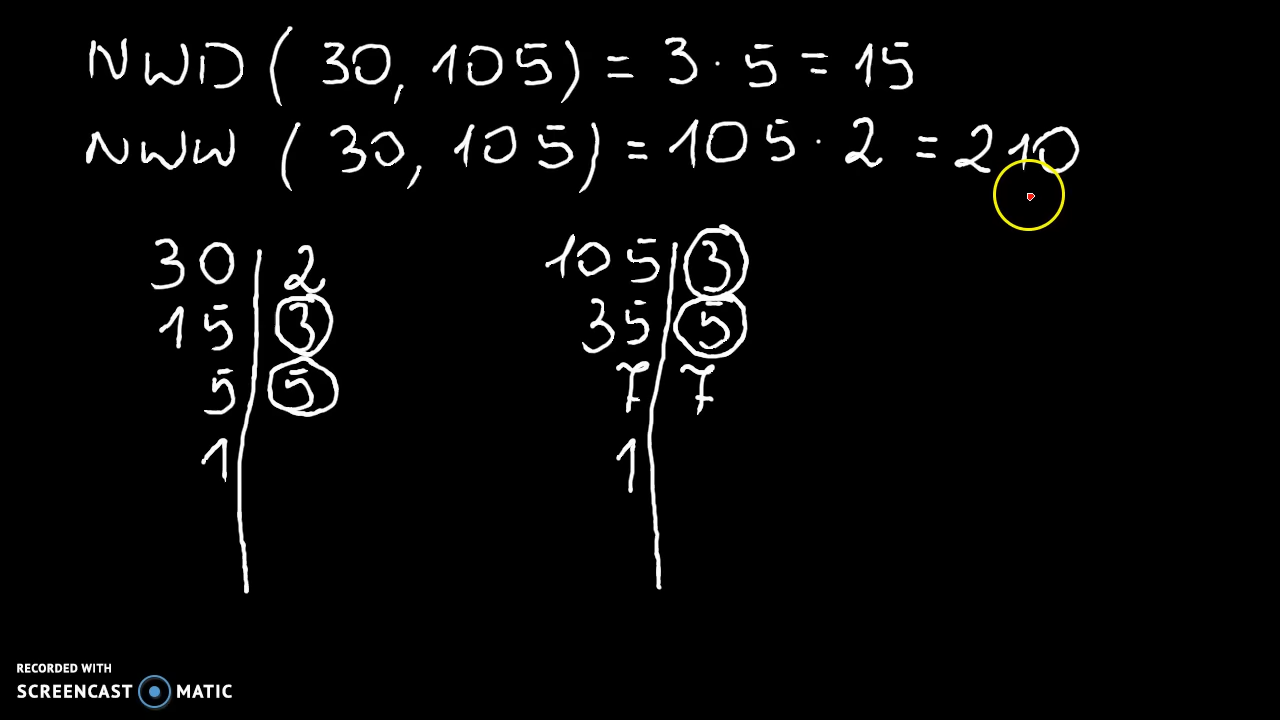 NWD ( 30, 105 ) = 3 · 5 = 15
NWW ( 30, 105 ) = 105 · 2 = 210
30 | 2
15 | 3
5 | 5
1 |
105 | 3
35 | 5
7 | 7
1 |
RECORDED WITH
SCREENCAST MATIC